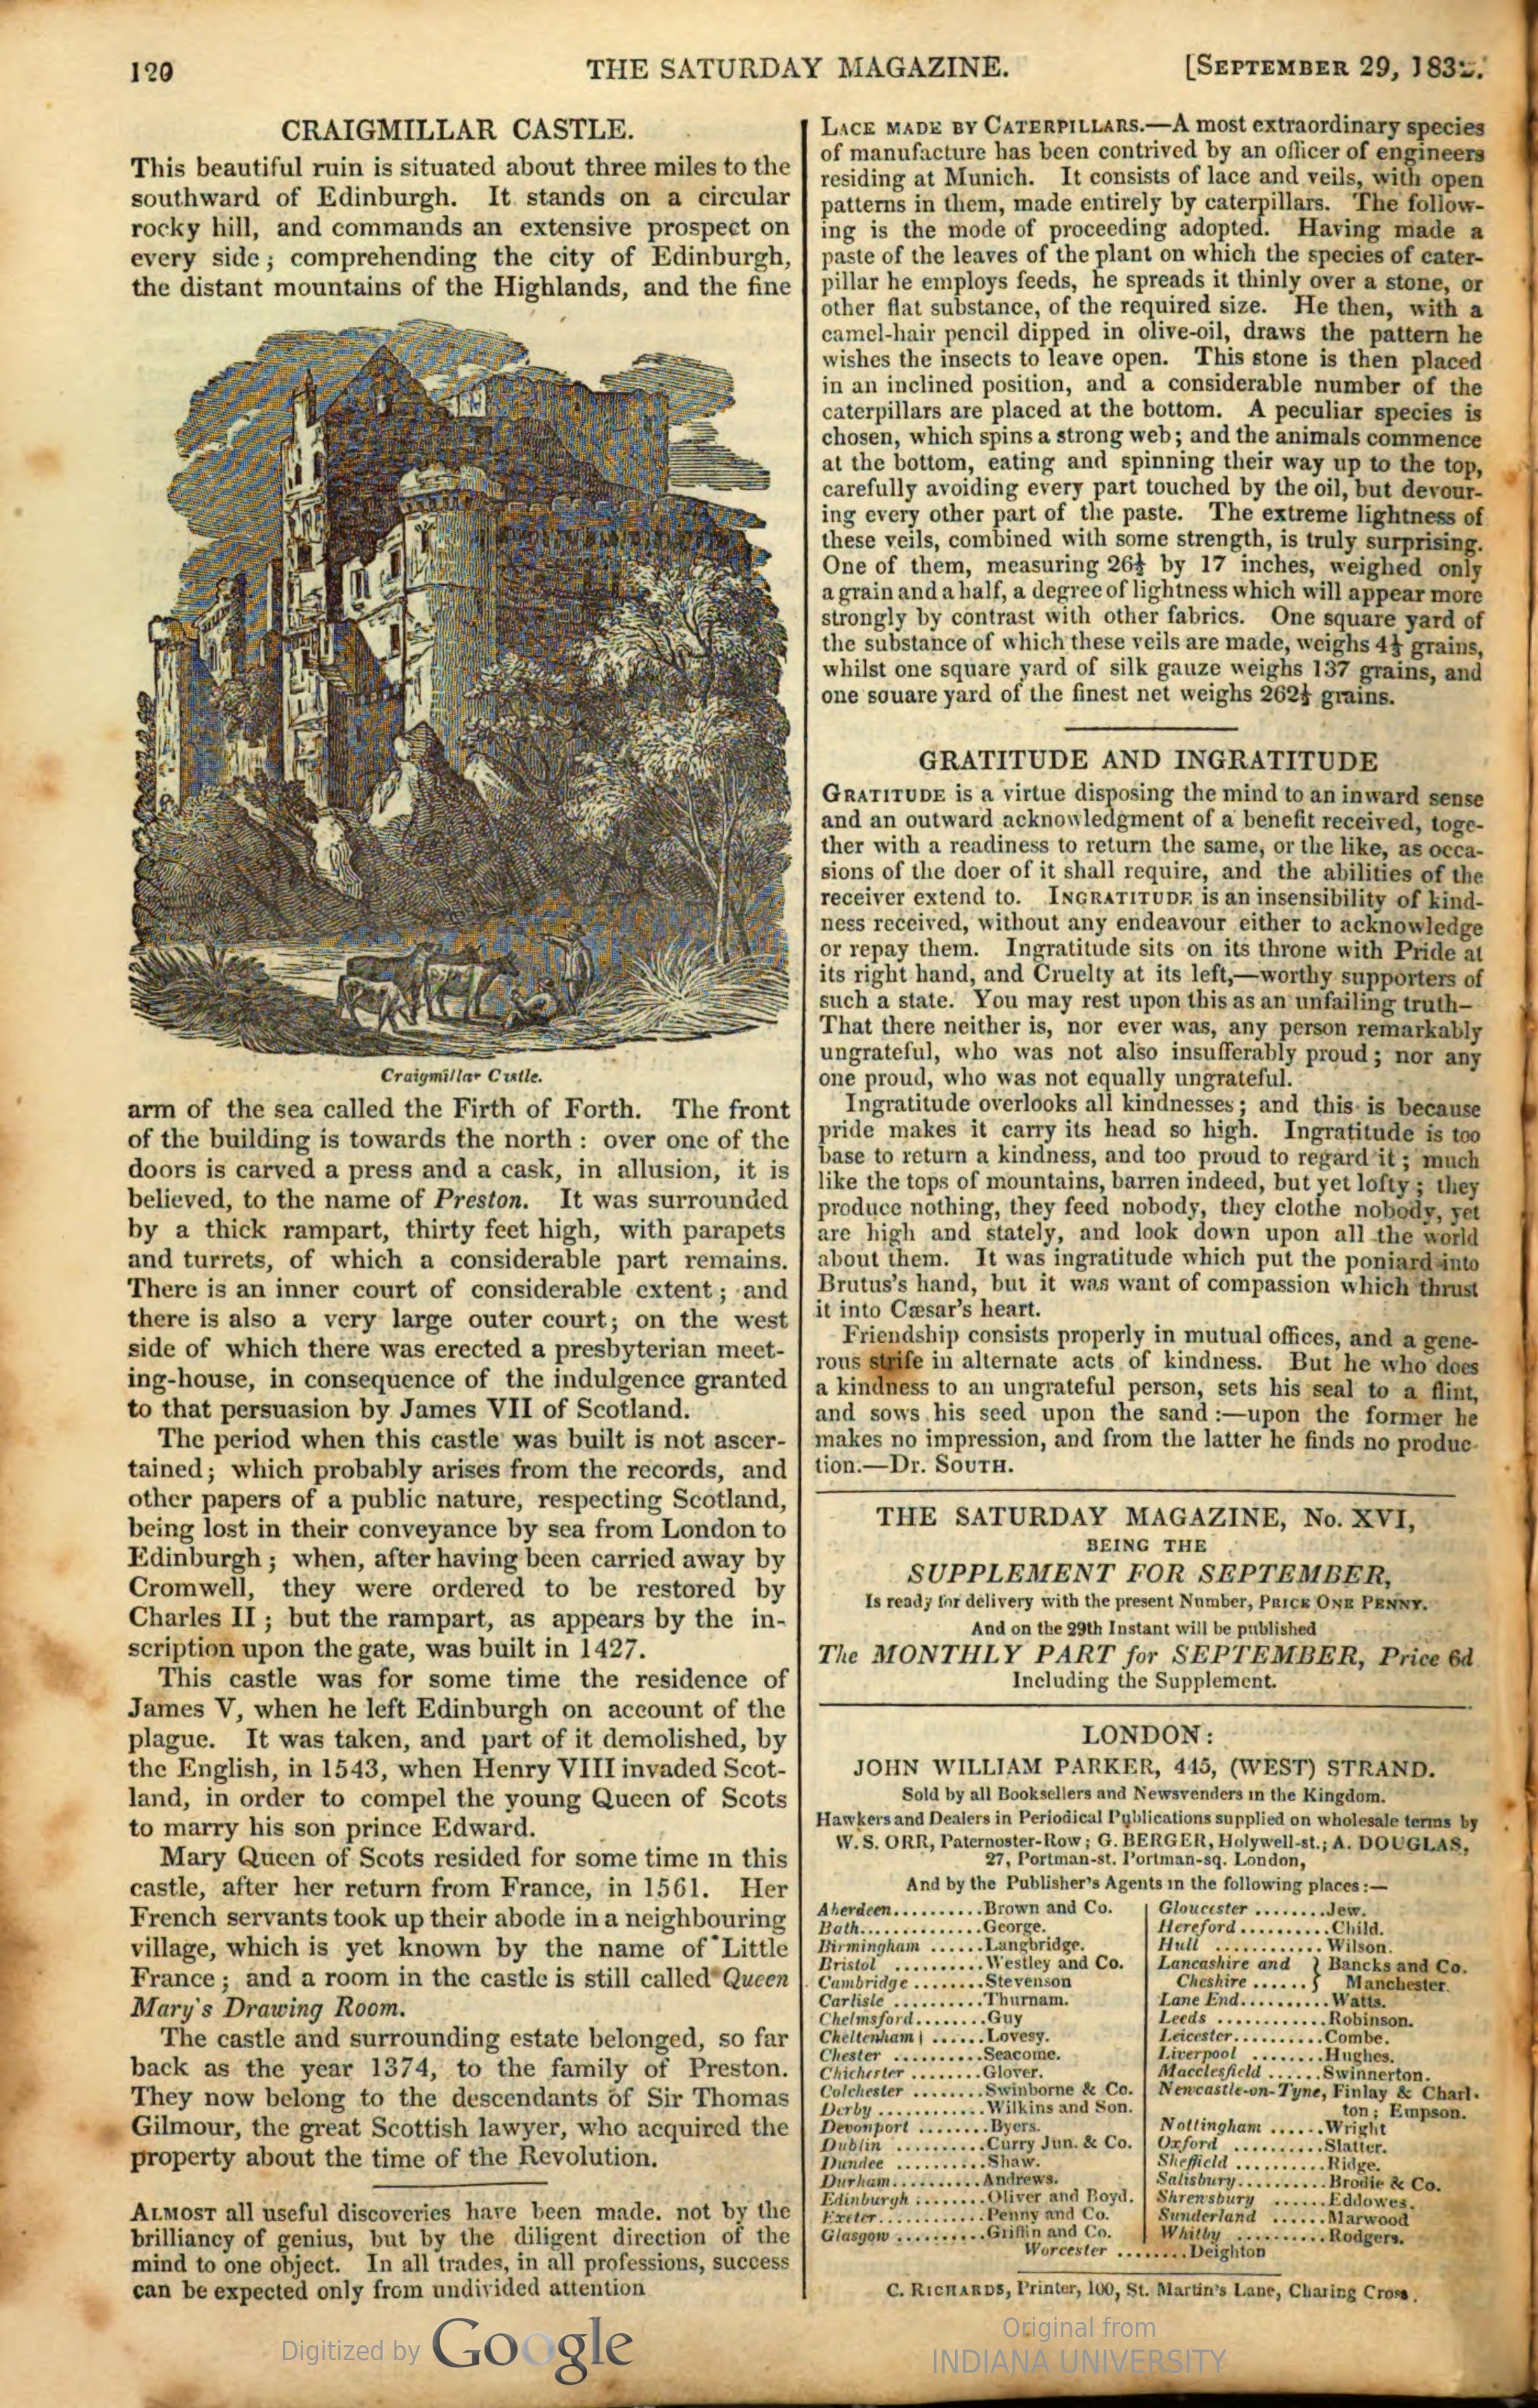 120
THE SATURDAY MAGAZINE.
[SEPTEMBER 29, 183
CRAIGMILLAR CASTLE.
This beautiful ruin is situated about three miles to the
southward of Edinburgh. It stands on a circular
rocky hill, and commands an extensive prospect on
every side; comprehending the city of Edinburgh,
the distant mountains of the Highlands, and the fine
Craigmillar Castle.
arm of the sea called the Firth of Forth. The front
of the building is towards the north: over one of the
doors is carved a press and a cask, in allusion, it is
believed, to the name of Preston. It was surrounded
by a thick rampart, thirty feet high, with parapets
and turrets, of which a considerable part remains.
There is an inner court of considerable extent; and
there is also a very large outer court; on the west
side of which there was erected a presbyterian meet-
ing-house, in consequence of the indulgence granted
to that persuasion by James VII of Scotland.
The period when this castle was built is not ascer-
tained; which probably arises from the records, and
other papers of a public nature, respecting Scotland,
being lost in their conveyance by sea from London to
Edinburgh; when, after having been carried away by
Cromwell, they were ordered to be restored by
Charles II; but the rampart, as appears by the in-
scription upon the gate, was built in 1427.
This castle was for some time the residence of
James V, when he left Edinburgh on account of the
plague. It was taken, and part of it demolished, by
the English, in 1543, when Henry VIII invaded Scot-
land, in order to compel the young Queen of Scots
to marry his son prince Edward.
Mary Queen of Scots resided for some time in this
castle, after her return from France, in 1561. Her
French servants took up their abode in a neighbouring
village, which is yet known by the name of Little
France; and a room in the castle is still called Queen
Mary's Drawing Room.
The castle and surrounding estate belonged, so far
back as the year 1374, to the family of Preston.
They now belong to the descendants of Sir Thomas
Gilmour, the great Scottish lawyer, who acquired the
property about the time of the Revolution.
ALMOST all useful discoveries have been made. not by the
brilliancy of genius, but by the diligent direction of the
mind to one object. In all trades, in all professions, success
can be expected only from undivided attention
LACE MADE BY CATERPILLARS.—A most extraordinary species
of manufacture has been contrived by an officer of engineers
residing at Munich. It consists of lace and veils, with open
patterns in them, made entirely by caterpillars. The follow-
ing is the mode of proceeding adopted. Having made a
paste of the leaves of the plant on which the species of cater-
pillar he employs feeds, he spreads it thinly over a stone, or
other flat substance, of the required size. He then, with a
camel-hair pencil dipped in olive-oil, draws the pattern he
wishes the insects to leave open. This stone is then placed
in an inclined position, and a considerable number of the
caterpillars are placed at the bottom. A peculiar species is
chosen, which spins a strong web; and the animals commence
at the bottom, eating and spinning their way up to the top,
carefully avoiding every part touched by the oil, but devour-
ing every other part of the paste. The extreme lightness of
these veils, combined with some strength, is truly surprising.
One of them, measuring 26½ by 17 inches, weighed only
a grain and a half, a degree of lightness which will appear more
strongly by contrast with other fabrics. One square yard of
the substance of which these veils are made, weighs 4⅓ grains,
whilst one square yard of silk gauze weighs 137 grains, and
one square yard of the finest net weighs 262½ grains.
GRATITUDE AND INGRATITUDE
GRATITUDE is a virtue disposing the mind to an inward sense
and an outward acknowledgment of a benefit received, toge-
ther with a readiness to return the same, or the like, as occa-
sions of the doer of it shall require, and the abilities of the
receiver extend to. INGRATITUDE is an insensibility of kind-
ness received, without any endeavour either to acknowledge
or repay them. Ingratitude sits on its throne with Pride at
its right hand, and Cruelty at its left,—worthy supporters of
such a state. You may rest upon this as an unfailing truth—
That there neither is, nor ever was, any person remarkably
ungrateful, who was not also insufferably proud; nor any
one proud, who was not equally ungrateful.
Ingratitude overlooks all kindnesses; and this is because
pride makes it carry its head so high. Ingratitude is too
base to return a kindness, and too proud to regard it; much
like the tops of mountains, barren indeed, but yet lofty; they
produce nothing, they feed nobody, they clothe nobody, yet
are high and stately, and look down upon all the world
about them. It was ingratitude which put the poniard into
Brutus's hand, but it was want of compassion which thrust
it into Cæsar's heart.
Friendship consists properly in mutual offices, and a gene-
rous strife in alternate acts of kindness. But he who does
a kindness to an ungrateful person, sets his seal to a flint,
and sows his seed upon the sand:—upon the former he
makes no impression, and from the latter he finds no produc-
tion.—Dr. SOUTH.
THE SATURDAY MAGAZINE, No. XVI,
BEING THE
SUPPLEMENT FOR SEPTEMBER,
Is ready for delivery with the present Number, PRICE ONE PENNY.
And on the 29th Instant will be published
The MONTHLY PART for SEPTEMBER, Price 6d
Including the Supplement.
LONDON:
JOHN WILLIAM PARKER, 445, (WEST) STRAND.
Sold by all Booksellers and Newsvenders in the Kingdom.
Hawkers and Dealers in Periodical Publications supplied on wholesale terms by
W. S. ORR, Paternoster-Row; G. BERGER, Holywell-st.; A. DOUGLAS,
27, Portman-st. Portman-sq. London,
And by the Publisher's Agents in the following places:—
Aberdeen..........Brown and Co.
Bath..............George.
Birmingham ......Langbridge.
Bristol ..........Westley and Co.
Cambridge ........Stevenson
Carlisle ..........Thurnam.
Chelmsford........Guy
Cheltenham ......Lovesy.
Chester ..........Seacome.
Chichester ........Glover.
Colchester ........Swinborne & Co.
Derby ............Wilkins and Son.
Devonport ........Byers.
Dublin ..........Curry Jun. & Co.
Dundee ..........Shaw.
Durham..........Andrews.
Edinburgh ........Oliver and Boyd.
Exeter............Penny and Co.
Glasgow ..........Griffin and Co.
Gloucester ........Jew.
Hereford..........Child.
Hull ............Wilson.
Lancashire and } Bancks and Co.
Cheshire ...... } Manchester.
Lane End..........Watts.
Leeds ............Robinson.
Leicester..........Combe.
Liverpool ........Hughes.
Macclesfield ......Swinnerton.
Newcastle-on-Tyne, Finlay & Charl-
ton; Empson.
Nottingham ......Wright
Oxford ..........Slatter.
Sheffield ..........Ridge.
Salisbury..........Brodie & Co.
Shrewsbury ......Eddowes.
Sunderland ......Marwood
Whitby ..........Rodgers.
Worcester ........Deighton
C. RICHARDS, Printer, 100, St. Martin's Lane, Charing Cross.
Digitized by Google
Original from
INDIANA UNIVERSITY